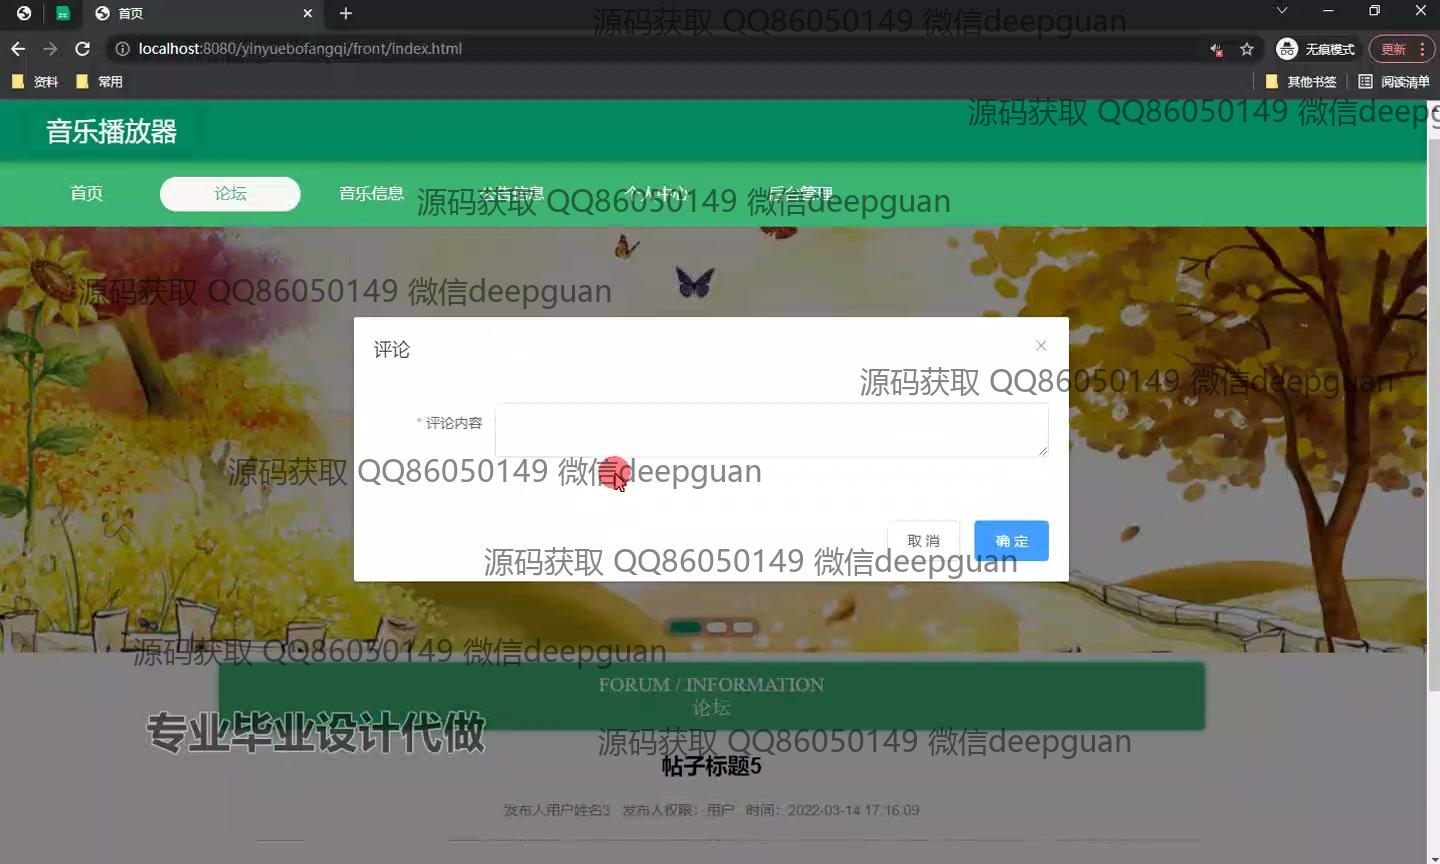 首页
源码获取 QQ86050149 微信deepguan
localhost:8080/yinyuebofangqi/front/index.html
无痕模式
更新
资料
常用
其他书签
阅读清单
源码获取 QQ86050149 微信deepg
音乐播放器
首页
论坛
音乐信息
公告信息
个人中心
后台管理
源码获取 QQ86050149 微信deepguan
源码获取 QQ86050149 微信deepguan
评论
源码获取 QQ86050149 微信deepguan
* 评论内容
源码获取 QQ86050149 微信deepguan
取消
确定
源码获取 QQ86050149 微信deepguan
源码获取 QQ86050149 微信deepguan
FORUM / INFORMATION
论坛
专业毕业设计代做
源码获取 QQ86050149 微信deepguan
帖子标题5
发布人用户姓名3 发布人权限：用户 时间：2022-03-14 17:16:09